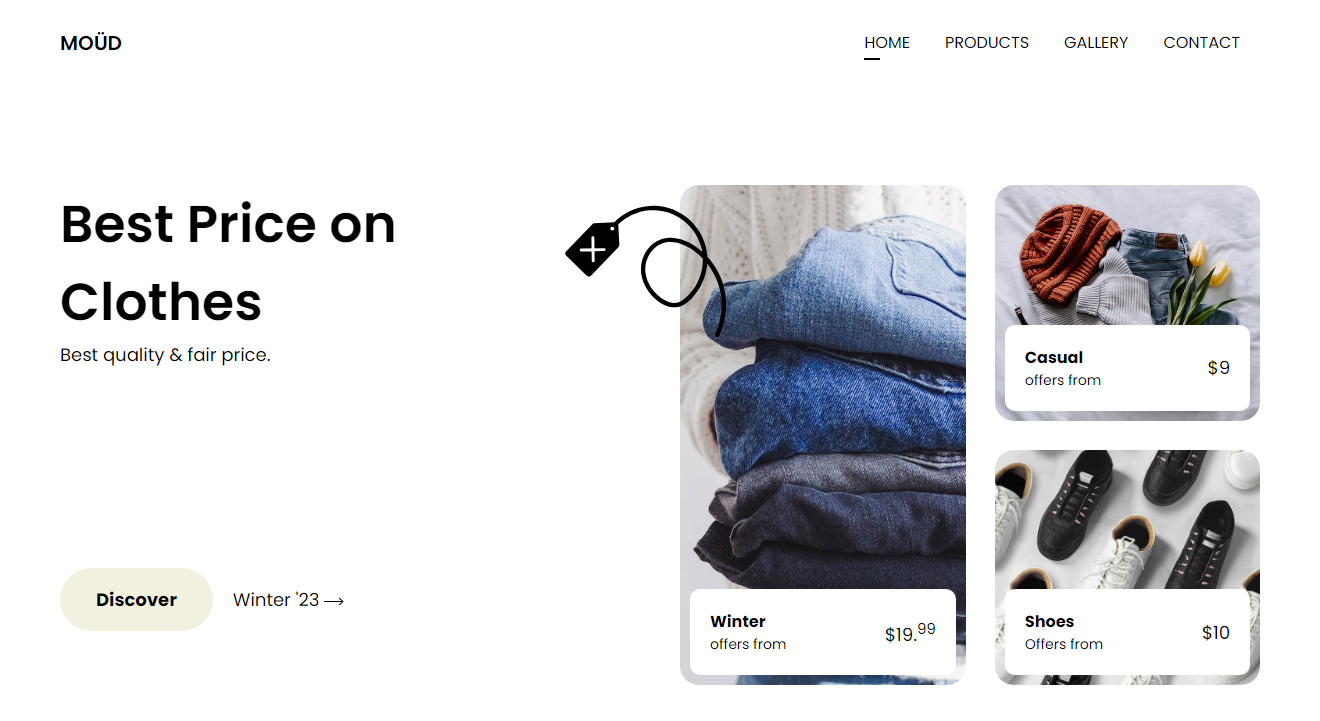 MOÜD
HOME PRODUCTS GALLERY CONTACT
Best Price on
Clothes
Best quality & fair price.
Discover
Winter '23 →
Winter
offers from
$19.99
Casual
offers from
$9
Shoes
Offers from
$10